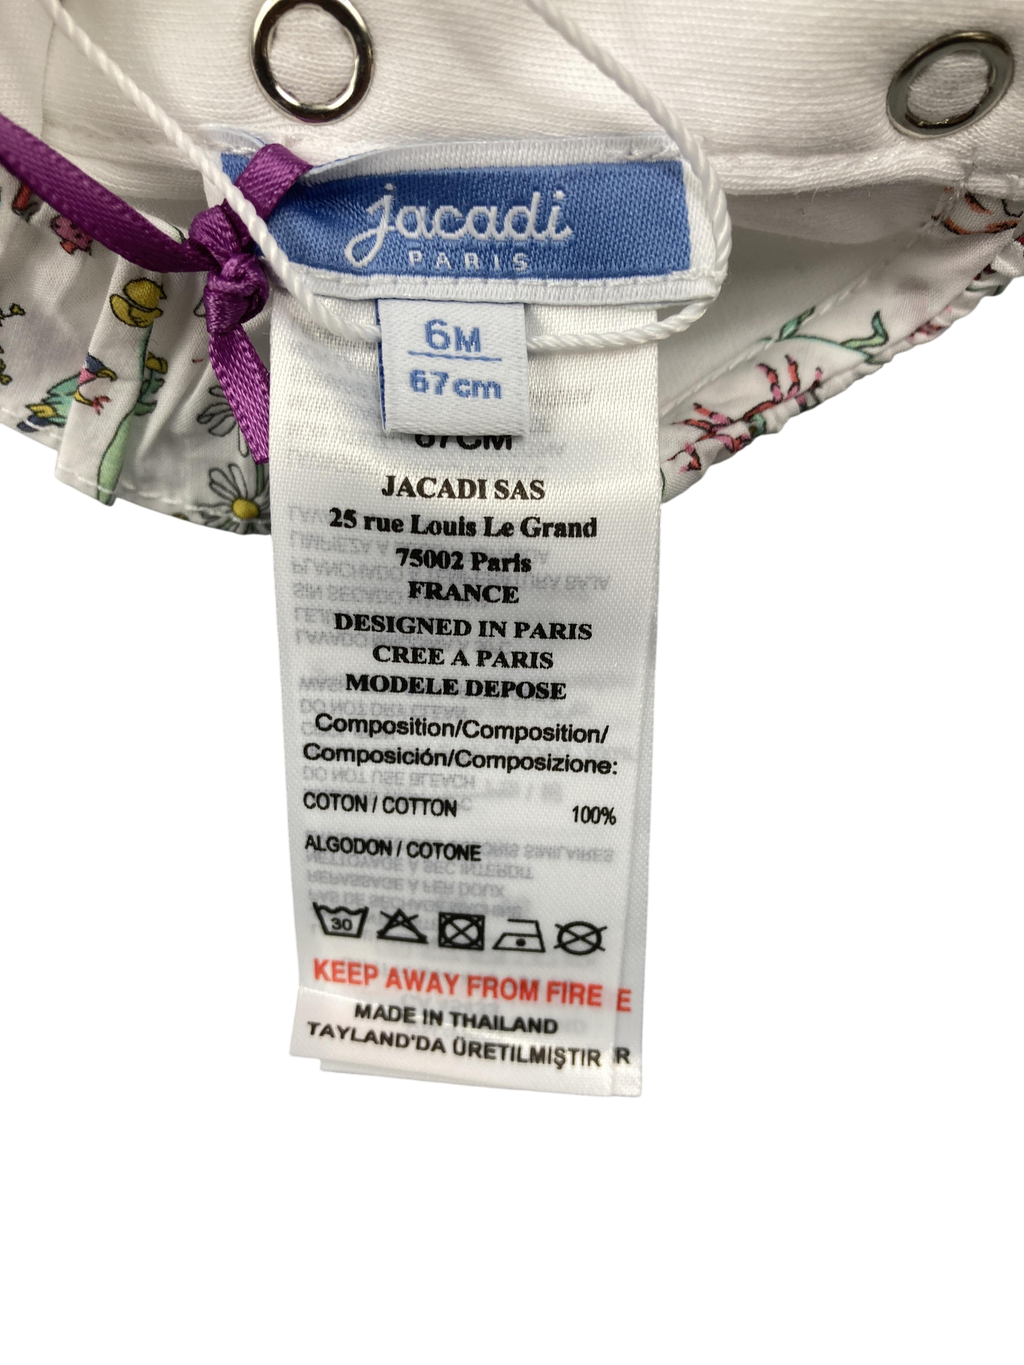 jacadi
PARIS
6M
67cm
67CM
JACADI SAS
25 rue Louis Le Grand
75002 Paris
FRANCE
DESIGNED IN PARIS
CREE A PARIS
MODELE DEPOSE
Composition/Composition/
Composición/Composizione:
COTON / COTTON 100%
ALGODON / COTONE
30
KEEP AWAY FROM FIRE E
MADE IN THAILAND
TAYLAND'DA ÜRETILMIŞTIR R